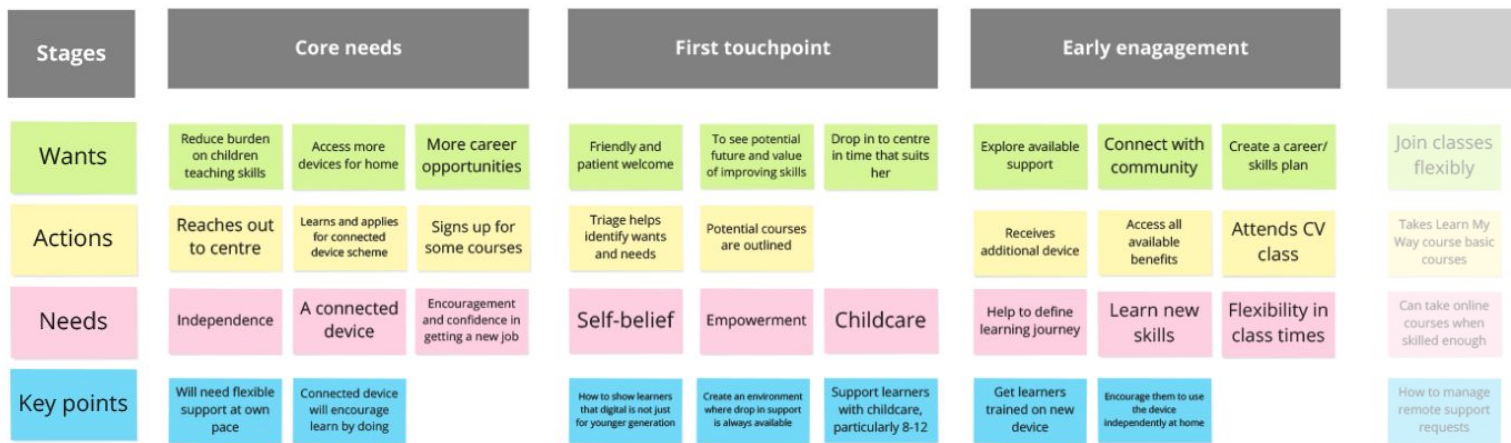 Stages
Core needs
First touchpoint
Early enagagement
Wants
Reduce burden
on children
teaching skills
Access more
devices for home
More career
opportunities
Friendly and
patient welcome
To see potential
future and value
of improving skills
Drop in to centre
in time that suits
her
Explore available
support
Connect with
community
Create a career/
skills plan
Join classes
flexibly
Actions
Reaches out
to centre
Learns and applies
for connected
device scheme
Signs up for
some courses
Triage helps
identify wants
and needs
Potential courses
are outlined
Receives
additional device
Access all
available
benefits
Attends CV
class
Takes Learn My
Way course basic
courses
Needs
Independence
A connected
device
Encouragement
and confidence in
getting a new job
Self-belief
Empowerment
Childcare
Help to define
learning journey
Learn new
skills
Flexibility in
class times
Can take online
courses when
skilled enough
Key points
Will need flexible
support at own
pace
Connected device
will encourage
learn by doing
How to show learners
that digital is not just
for younger generation
Create an environment
where drop in support
is always available
Support learners
with childcare,
particularly 8-12
Get learners
trained on new
device
Encourage them to use
the device
independently at home
How to manage
remote support
requests